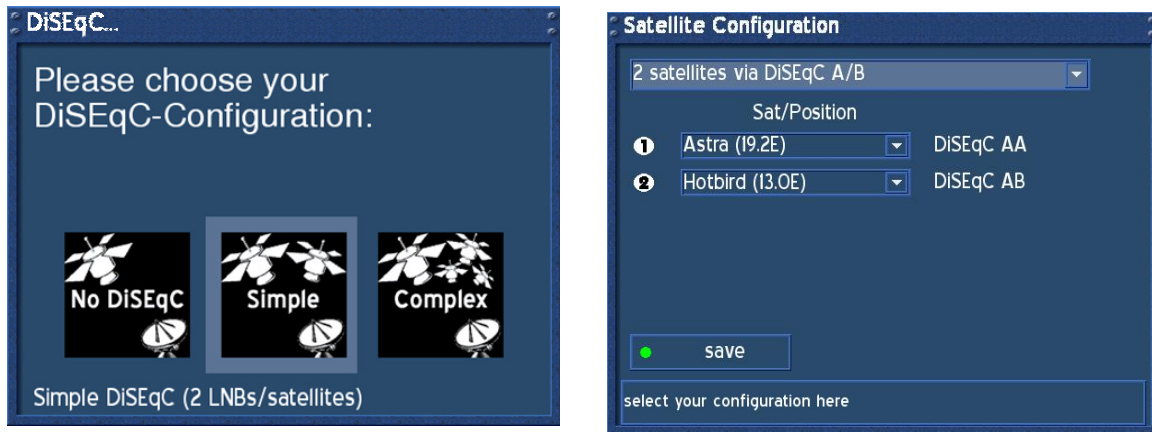 DiSEqC...
Please choose your
DiSEqC-Configuration:
No DiSEqC
Simple
Complex
Simple DiSEqC (2 LNBs/satellites)
Satellite Configuration
2 satellites via DiSEqC A/B
Sat/Position
1 Astra (19.2E) DiSEqC AA
2 Hotbird (13.0E) DiSEqC AB
save
select your configuration here